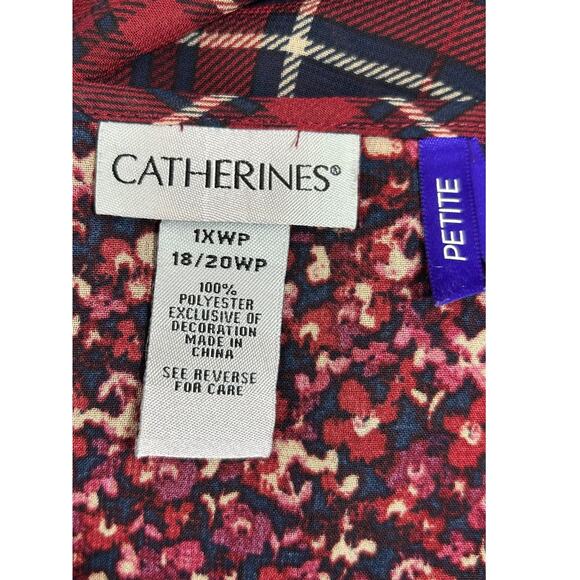 CATHERINES®
1XWP
18/20WP
100%
POLYESTER
EXCLUSIVE OF
DECORATION
MADE IN
CHINA
SEE REVERSE
FOR CARE
PETITE